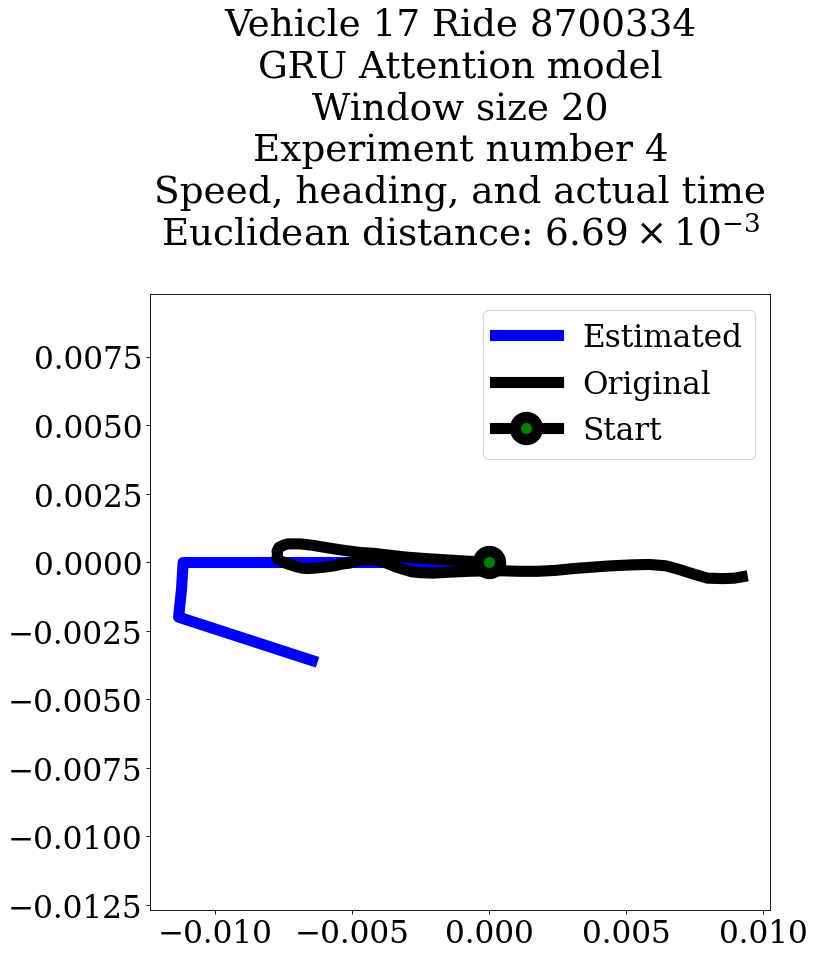 Vehicle 17 Ride 8700334
GRU Attention model
Window size 20
Experiment number 4
Speed, heading, and actual time
Euclidean distance: 6.69 × 10⁻³
Estimated
Original
Start
0.0075
0.0050
0.0025
0.0000
−0.0025
−0.0050
−0.0075
−0.0100
−0.0125
−0.010 −0.005 0.000 0.005 0.010